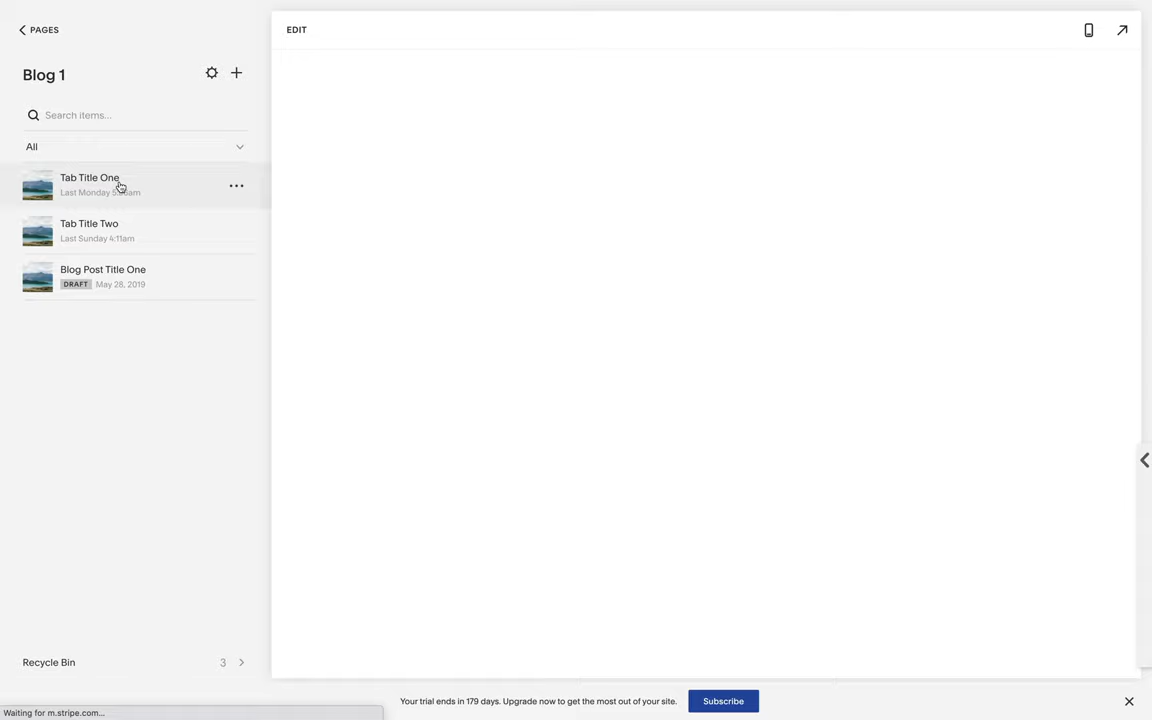 PAGES
EDIT
Blog 1
Search items...
All
Tab Title One
Last Monday
Tab Title Two
Last Sunday 4:11am
Blog Post Title One
DRAFT May 28, 2019
Recycle Bin 3
Your trial ends in 179 days. Upgrade now to get the most out of your site. Subscribe
Waiting for m.stripe.com...